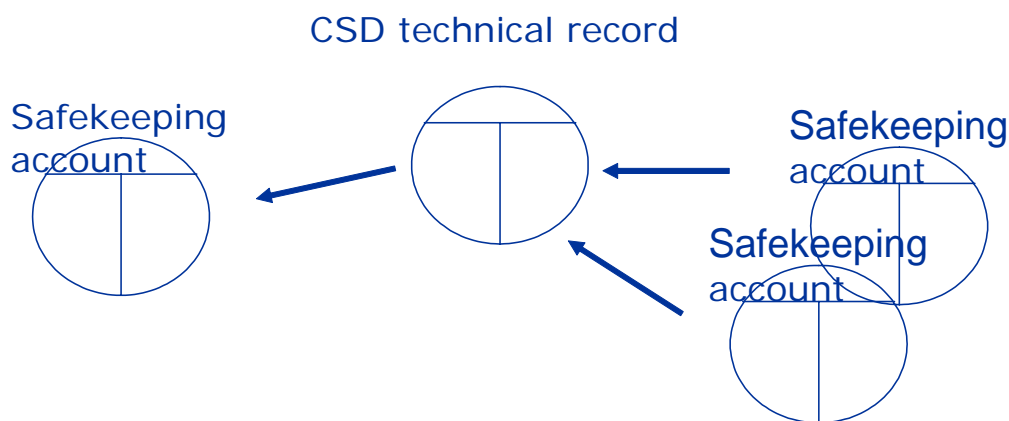 CSD technical record
Safekeeping
account
Safekeeping
account
Safekeeping
account